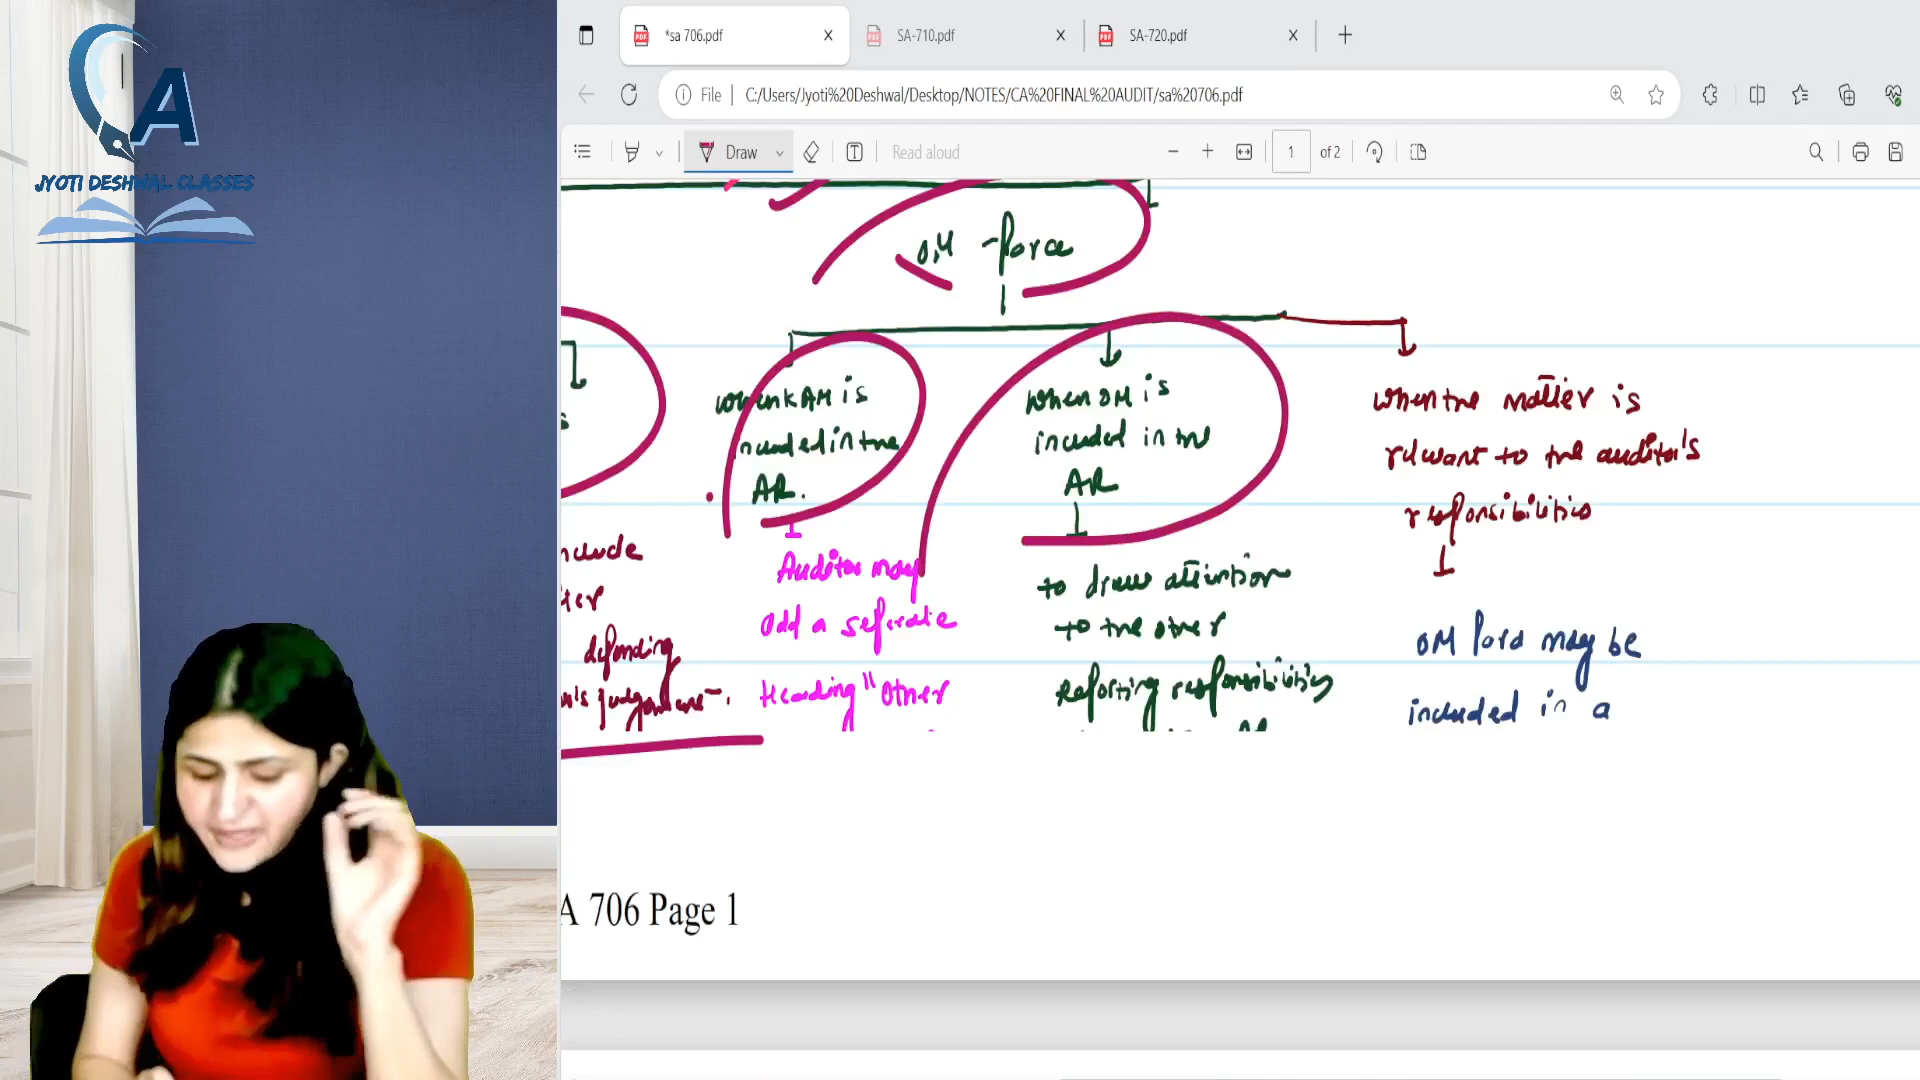 A
JYOTI DESHWAL CLASSES
*sa 706.pdf
SA-710.pdf
SA-720.pdf
File
C:/Users/Jyoti%20Deshwal/Desktop/NOTES/CA%20FINAL%20AUDIT/sa%20706.pdf
Draw
Read aloud
1
of 2
OM para
when KAM is
included in the
AR.
Auditor may
add a seperate
Heading "Other
when OM is
included in the
AR
to draw attention
to the other
reporting responsibilities
when the matter is
relevant to the auditor's
responsibilities
OM para may be
included in a
nclude
depending
's judgement.
A 706 Page 1